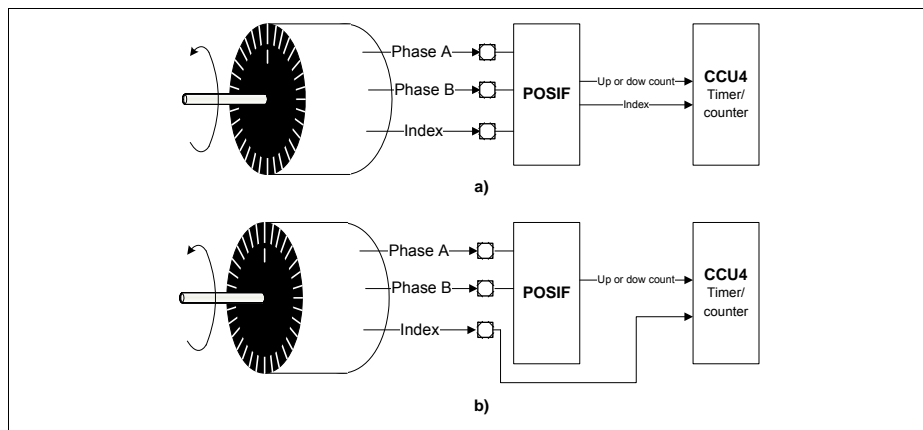 Phase A
Phase B
Index
POSIF
Up or dow count
Index
CCU4
Timer/
counter
a)
Phase A
Phase B
Index
POSIF
Up or dow count
CCU4
Timer/
counter
b)